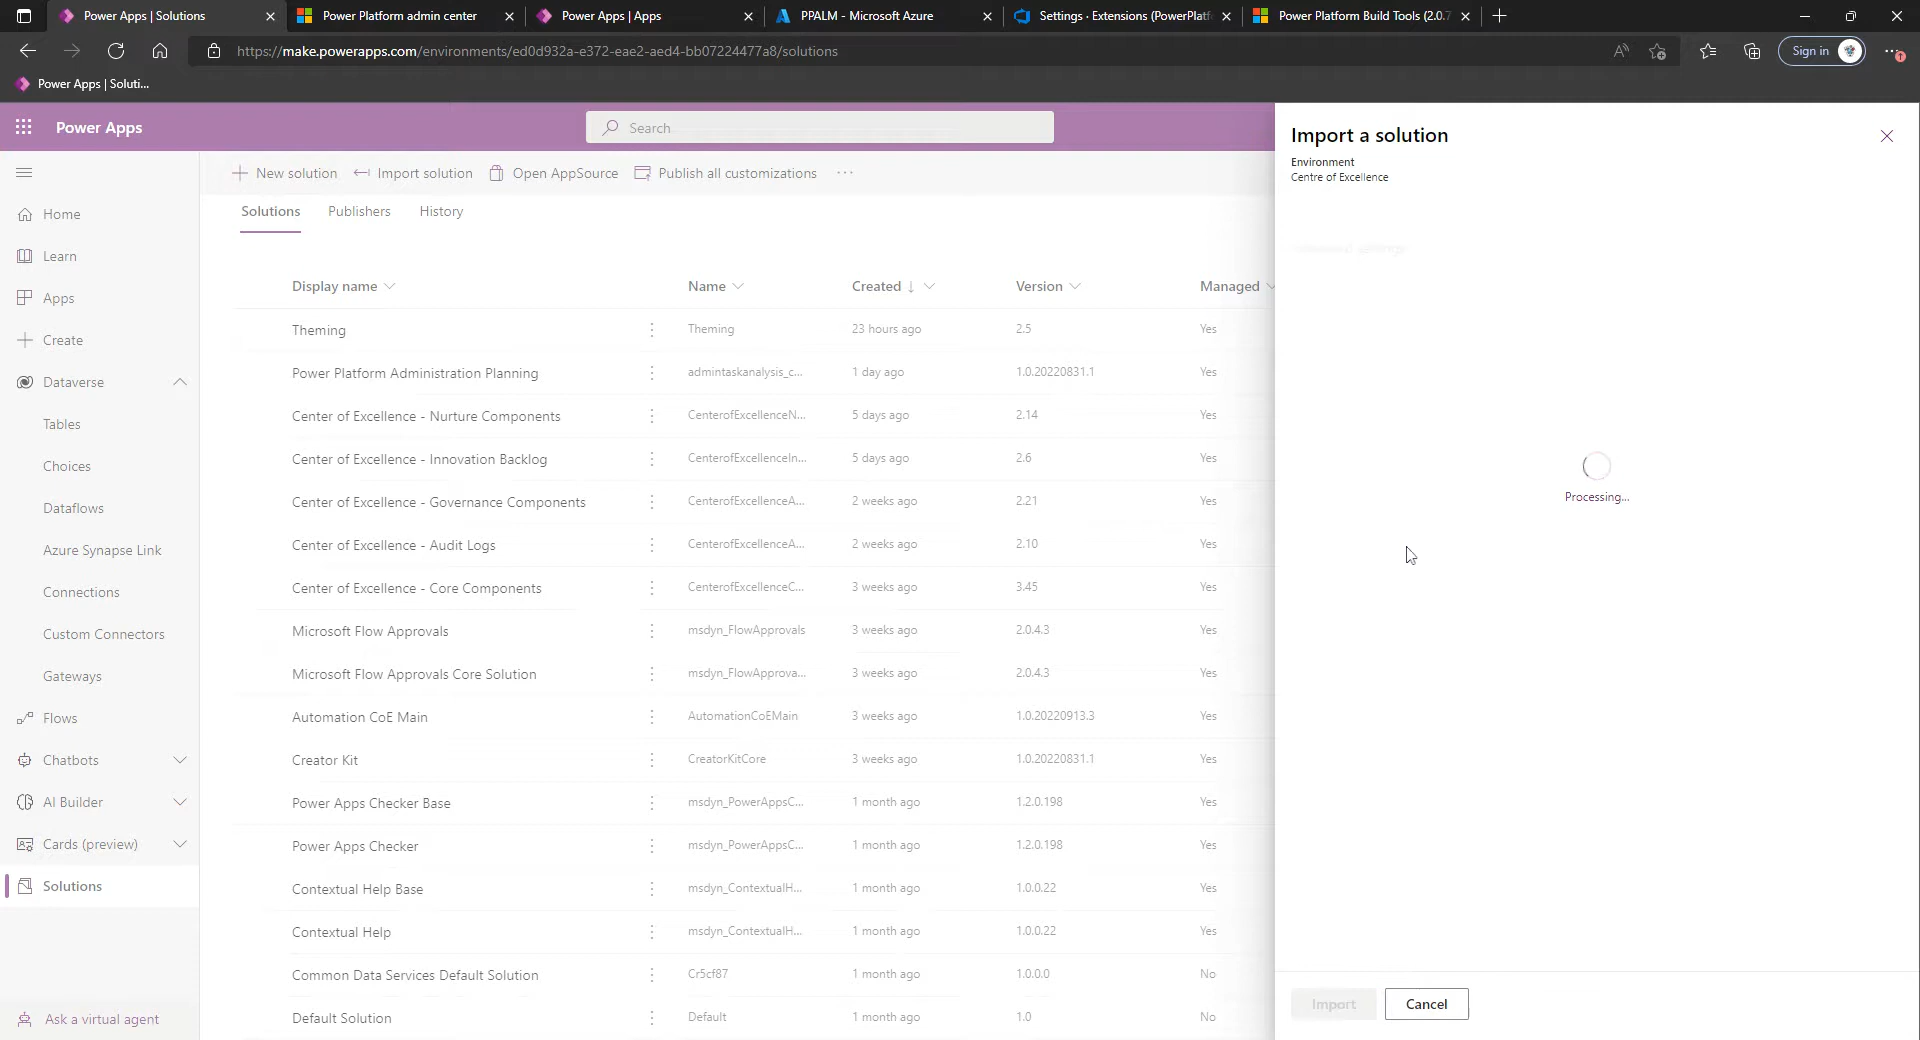 Power Apps | Solutions
Power Platform admin center
Power Apps | Apps
PPALM - Microsoft Azure
Settings · Extensions (PowerPlatf
Power Platform Build Tools (2.0.7
https://make.powerapps.com/environments/ed0d932a-e372-eae2-aed4-bb07224477a8/solutions
Sign in
Power Apps | Soluti...
Power Apps
Search
Import a solution
Environment
Centre of Excellence
New solution
Import solution
Open AppSource
Publish all customizations
Home
Learn
Apps
Create
Dataverse
Tables
Choices
Dataflows
Azure Synapse Link
Connections
Custom Connectors
Gateways
Flows
Chatbots
AI Builder
Cards (preview)
Solutions
Ask a virtual agent
Solutions Publishers History
Display name Name Created ↓ Version Managed
Theming Theming 23 hours ago 2.5 Yes
Power Platform Administration Planning admintaskanalysis_c... 1 day ago 1.0.20220831.1 Yes
Center of Excellence - Nurture Components CenterofExcellenceN... 5 days ago 2.14 Yes
Center of Excellence - Innovation Backlog CenterofExcellenceIn... 5 days ago 2.6 Yes
Center of Excellence - Governance Components CenterofExcellenceA... 2 weeks ago 2.21 Yes
Center of Excellence - Audit Logs CenterofExcellenceA... 2 weeks ago 2.10 Yes
Center of Excellence - Core Components CenterofExcellenceC... 3 weeks ago 3.45 Yes
Microsoft Flow Approvals msdyn_FlowApprovals 3 weeks ago 2.0.4.3 Yes
Microsoft Flow Approvals Core Solution msdyn_FlowApprova... 3 weeks ago 2.0.4.3 Yes
Automation CoE Main AutomationCoEMain 3 weeks ago 1.0.20220913.3 Yes
Creator Kit CreatorKitCore 3 weeks ago 1.0.20220831.1 Yes
Power Apps Checker Base msdyn_PowerAppsC... 1 month ago 1.2.0.198 Yes
Power Apps Checker msdyn_PowerAppsC... 1 month ago 1.2.0.198 Yes
Contextual Help Base msdyn_ContextualH... 1 month ago 1.0.0.22 Yes
Contextual Help msdyn_ContextualH... 1 month ago 1.0.0.22 Yes
Common Data Services Default Solution Cr5cf87 1 month ago 1.0.0.0 No
Default Solution Default 1 month ago 1.0 No
Processing...
Import
Cancel